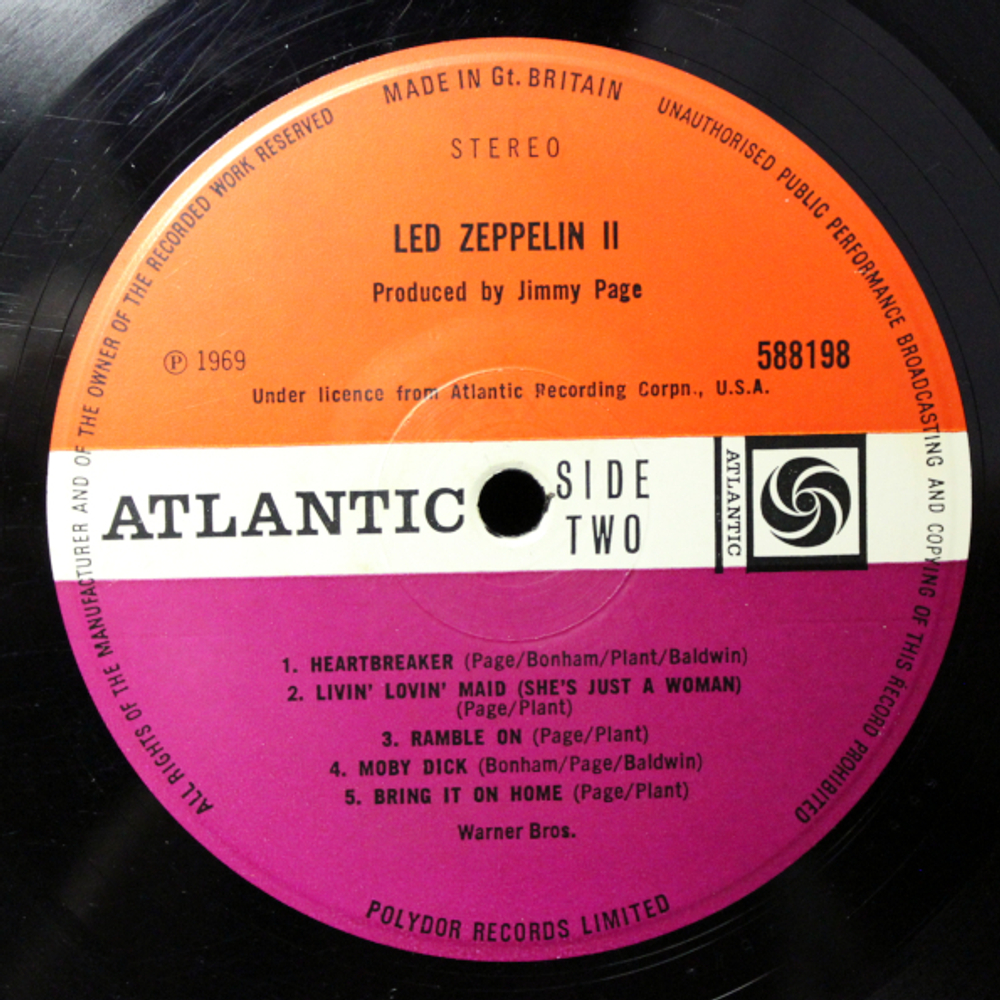 MADE IN Gt. BRITAIN
UNAUTHORISED PUBLIC PERFORMANCE BROADCASTING AND COPYING OF THIS RECORD PROHIBITED
ALL RIGHTS OF THE MANUFACTURER AND OF THE OWNER OF THE RECORDED WORK RESERVED
STEREO
LED ZEPPELIN II
Produced by Jimmy Page
℗ 1969
588198
Under licence from Atlantic Recording Corpn., U.S.A.
ATLANTIC
SIDE
TWO
ATLANTIC
1. HEARTBREAKER (Page/Bonham/Plant/Baldwin)
2. LIVIN' LOVIN' MAID (SHE'S JUST A WOMAN)
(Page/Plant)
3. RAMBLE ON (Page/Plant)
4. MOBY DICK (Bonham/Page/Baldwin)
5. BRING IT ON HOME (Page/Plant)
Warner Bros.
POLYDOR RECORDS LIMITED